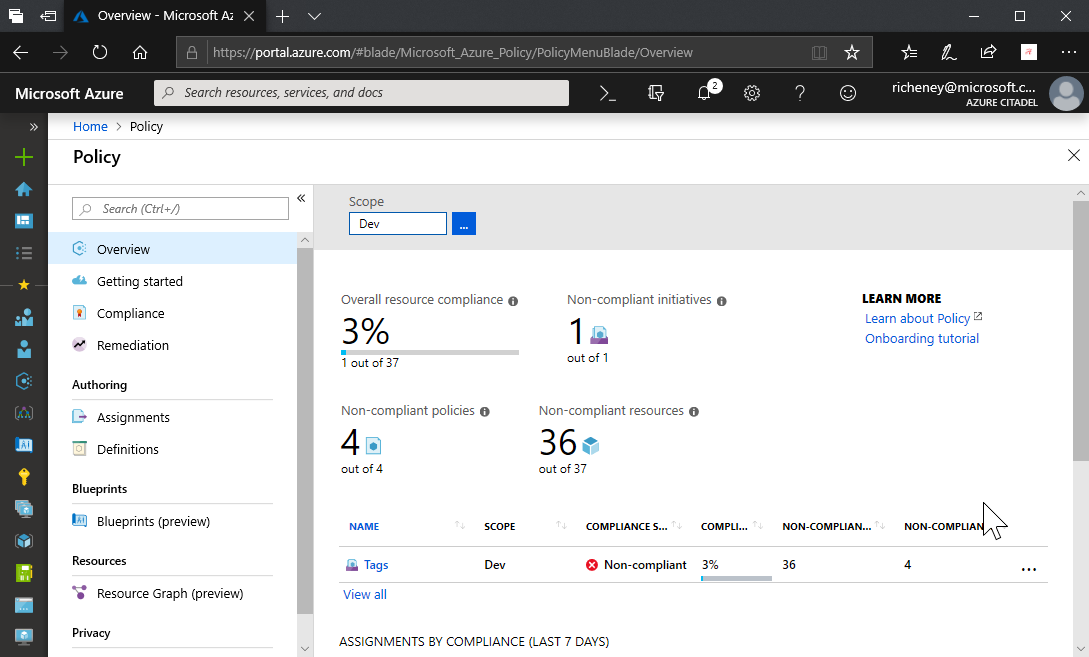 Overview - Microsoft Az
https://portal.azure.com/#blade/Microsoft_Azure_Policy/PolicyMenuBlade/Overview
Microsoft Azure
Search resources, services, and docs
2
richeney@microsoft.c...
AZURE CITADEL
Home > Policy
Policy
Search (Ctrl+/)
Overview
Getting started
Compliance
Remediation
Authoring
Assignments
Definitions
Blueprints
Blueprints (preview)
Resources
Resource Graph (preview)
Privacy
Scope
Dev
...
Overall resource compliance
3%
1 out of 37
Non-compliant initiatives
1
out of 1
LEARN MORE
Learn about Policy
Onboarding tutorial
Non-compliant policies
4
out of 4
Non-compliant resources
36
out of 37
NAME SCOPE COMPLIANCE S... COMPLI... NON-COMPLIAN... NON-COMPLIAN
Tags Dev Non-compliant 3% 36 4 ...
View all
ASSIGNMENTS BY COMPLIANCE (LAST 7 DAYS)